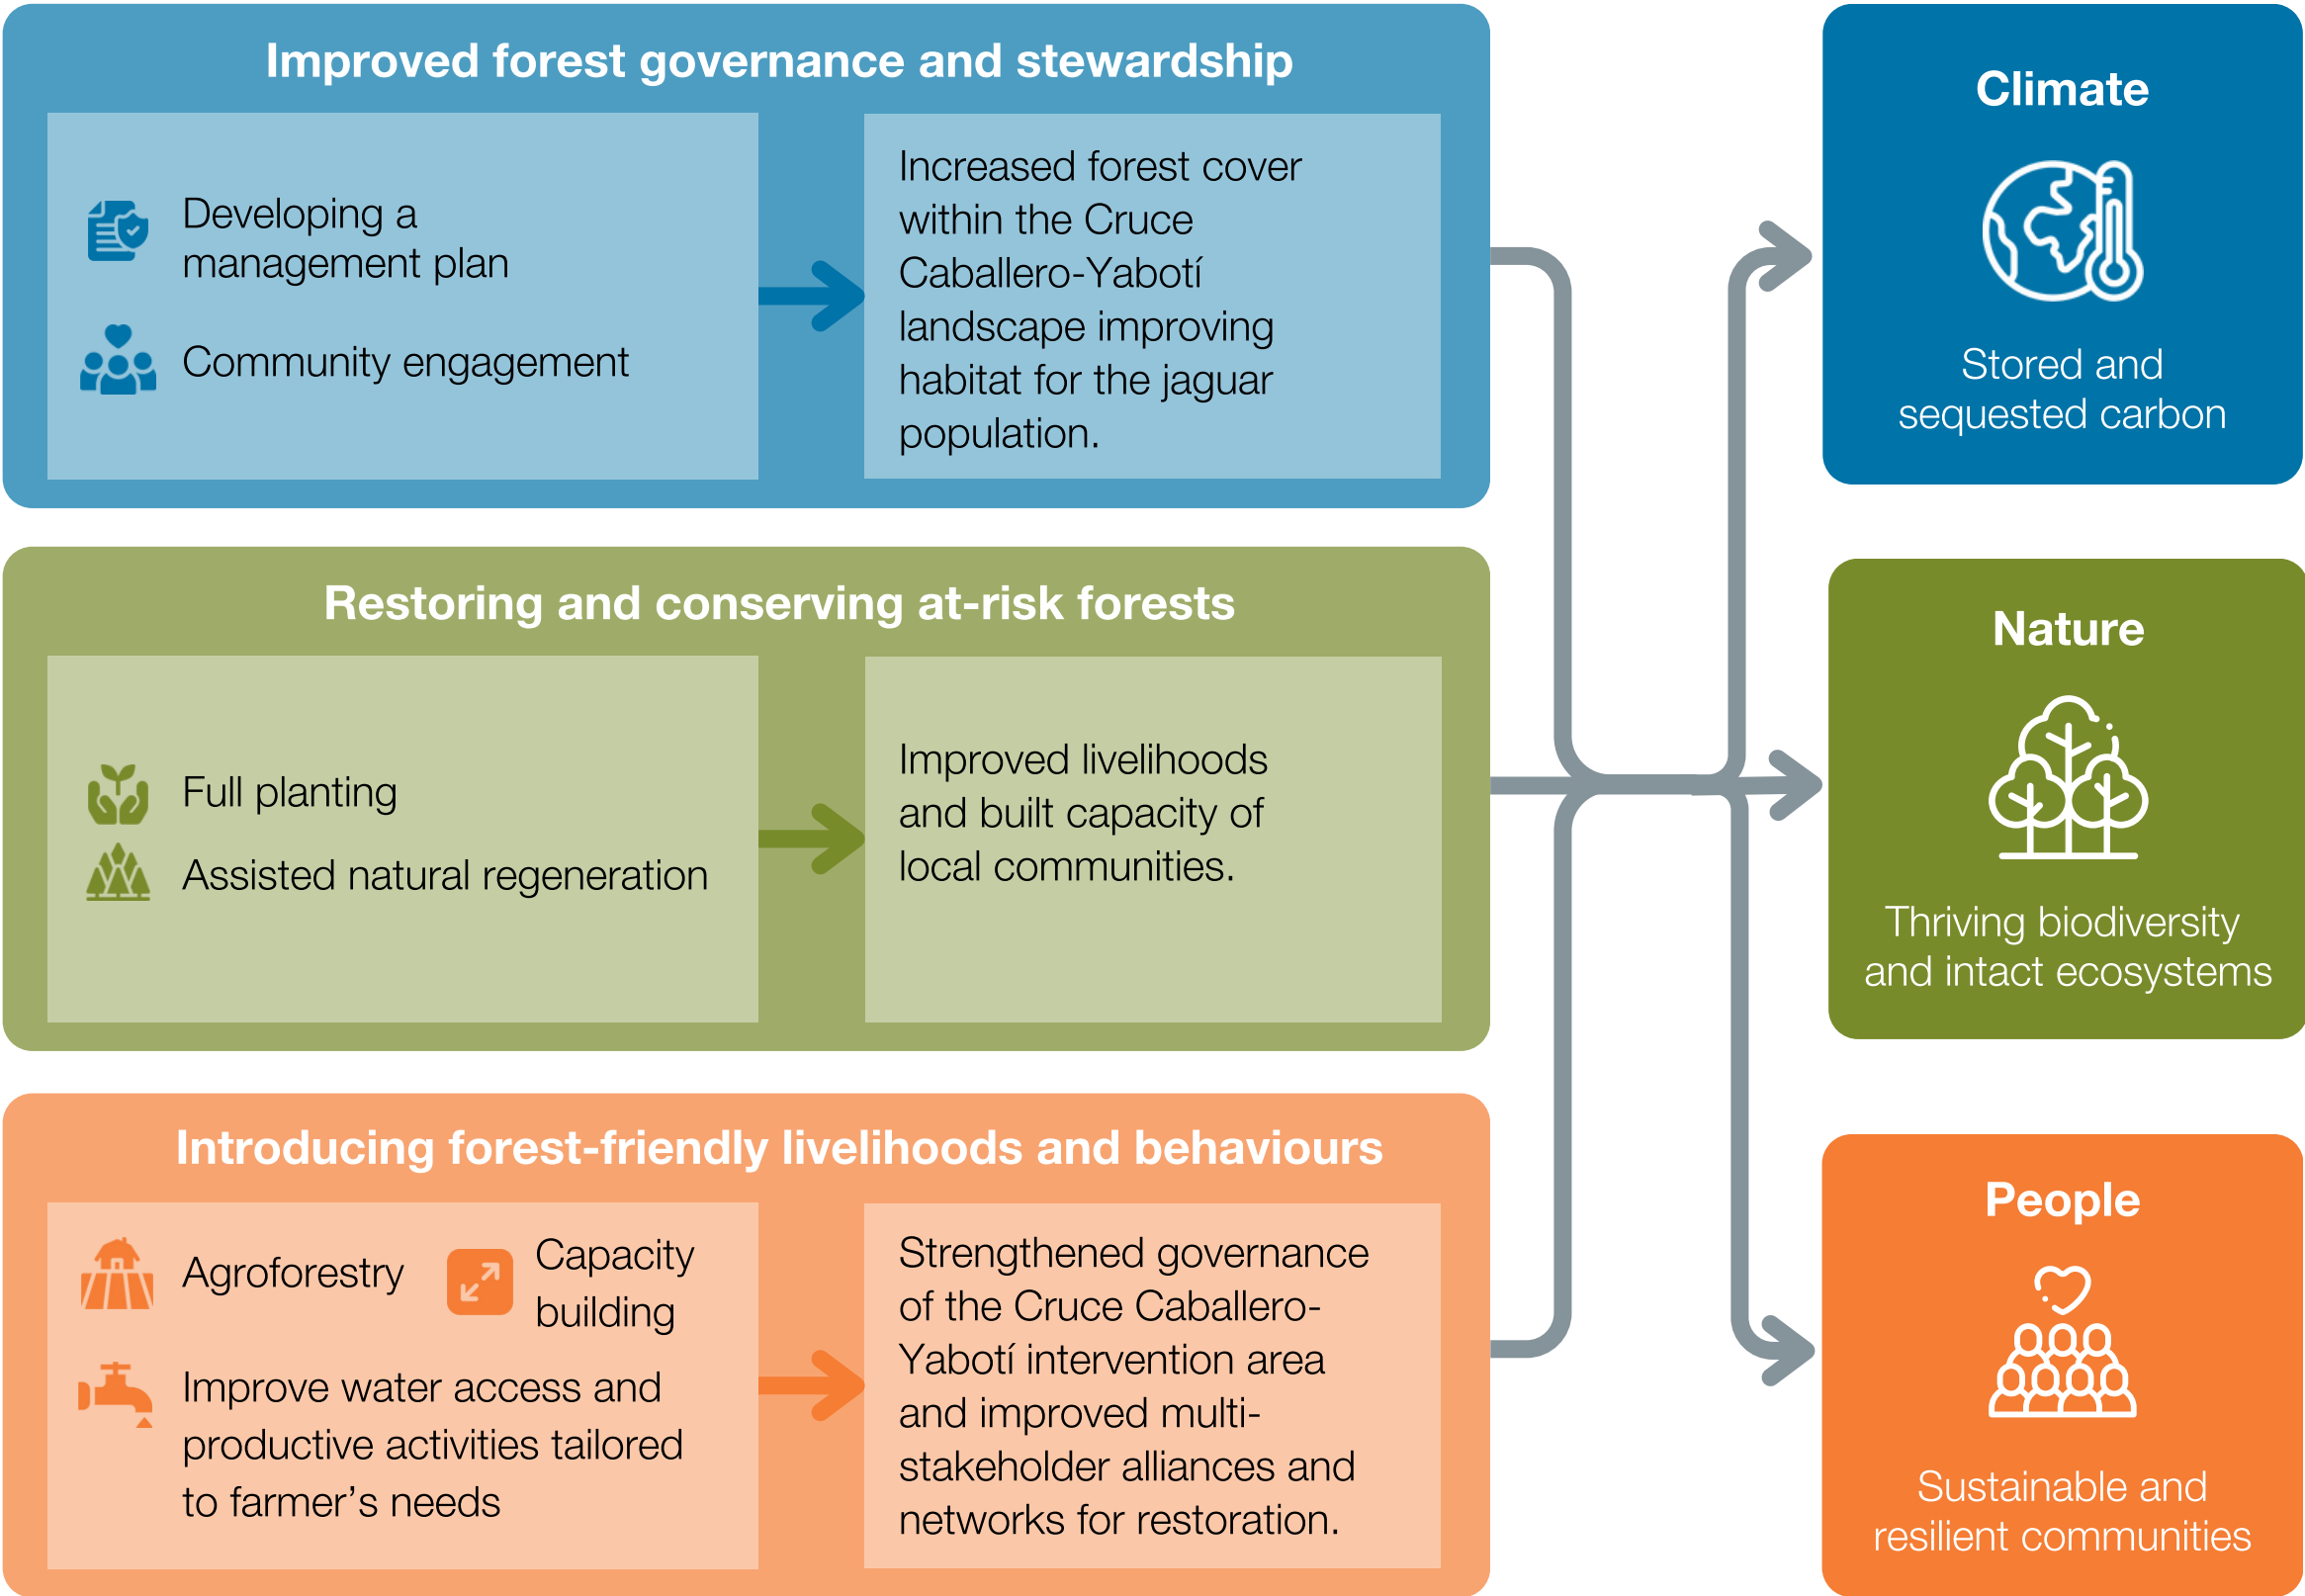 Improved forest governance and stewardship
Developing a
management plan
Community engagement
Increased forest cover
within the Cruce
Caballero-Yabotí
landscape improving
habitat for the jaguar
population.
Restoring and conserving at-risk forests
Full planting
Assisted natural regeneration
Improved livelihoods
and built capacity of
local communities.
Introducing forest-friendly livelihoods and behaviours
Agroforestry
Capacity
building
Improve water access and
productive activities tailored
to farmer’s needs
Strengthened governance
of the Cruce Caballero-
Yabotí intervention area
and improved multi-
stakeholder alliances and
networks for restoration.
Climate
Stored and
sequested carbon
Nature
Thriving biodiversity
and intact ecosystems
People
Sustainable and
resilient communities